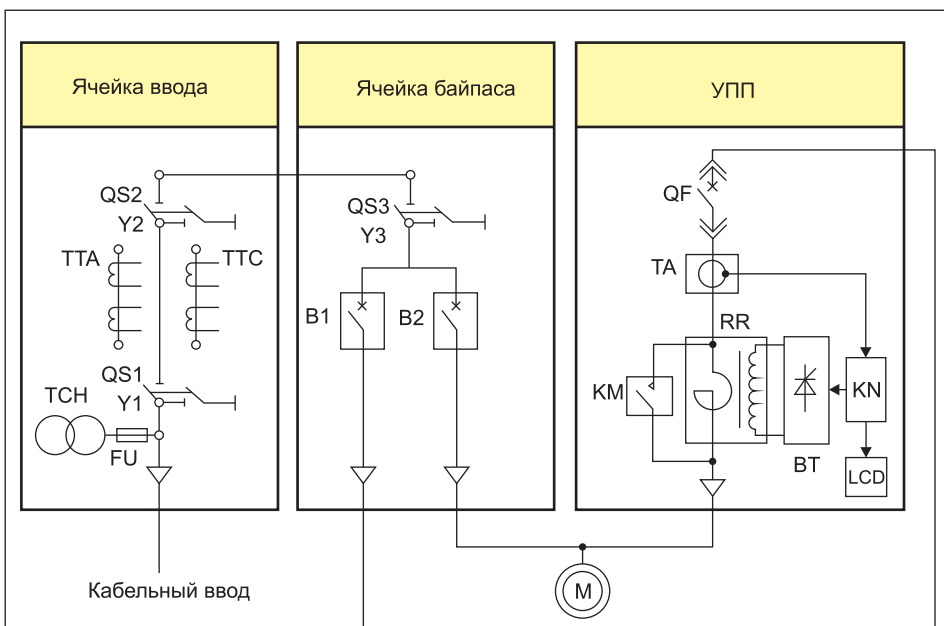 Ячейка ввода
Ячейка байпаса
УПП
QS2
Y2
TTA
TTC
QS1
Y1
TCH
FU
Кабельный ввод
QS3
Y3
B1
B2
QF
TA
RR
KM
KN
BT
LCD
M